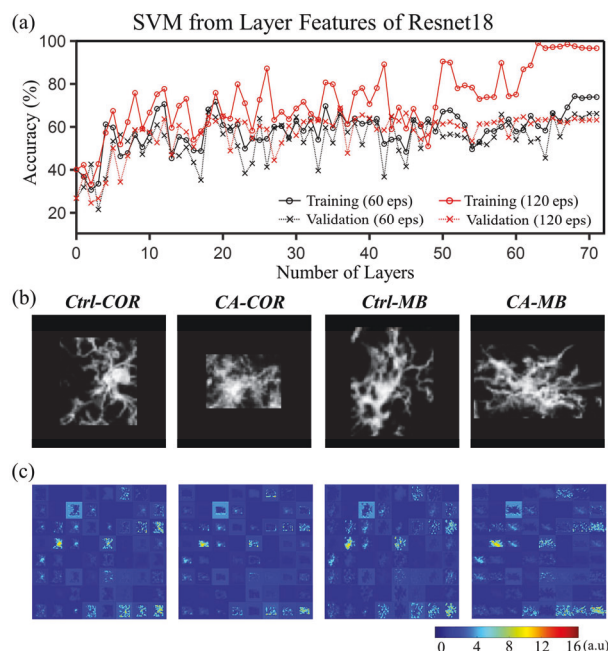 (a) SVM from Layer Features of Resnet18
Accuracy (%)
100
80
60
40
20
Training (60 eps) Training (120 eps)
Validation (60 eps) Validation (120 eps)
0 10 20 30 40 50 60 70
Number of Layers
(b) Ctrl-COR CA-COR Ctrl-MB CA-MB
(c)
0 4 8 12 16 (a.u)